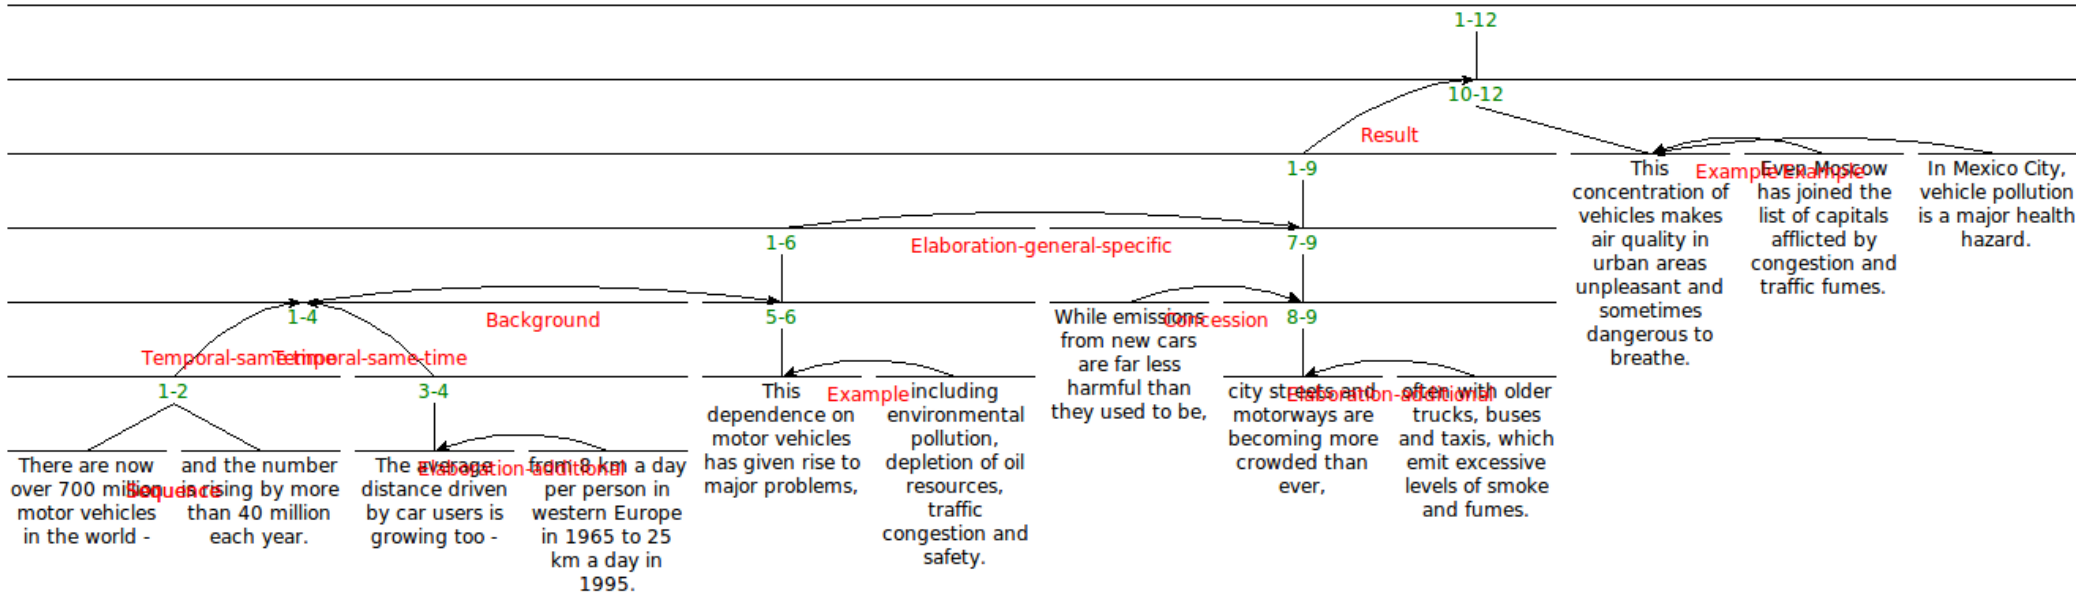 1-12
10-12
Result
1-9
This
concentration of
vehicles makes
air quality in
urban areas
unpleasant and
sometimes
dangerous to
breathe.
Example
Example
Even Moscow
has joined the
list of capitals
afflicted by
congestion and
traffic fumes.
In Mexico City,
vehicle pollution
is a major health
hazard.
1-6
Elaboration-general-specific
7-9
1-4
Background
5-6
While emissions
from new cars
are far less
harmful than
they used to be,
Concession
8-9
Temporal-same-time
Temporal-same-time
1-2
3-4
This
dependence on
motor vehicles
has given rise to
major problems,
Example
including
environmental
pollution,
depletion of oil
resources,
traffic
congestion and
safety.
city streets and
motorways are
becoming more
crowded than
ever,
Elaboration-additional
often with older
trucks, buses
and taxis, which
emit excessive
levels of smoke
and fumes.
There are now
over 700 million
motor vehicles
in the world -
Sequence
and the number
is rising by more
than 40 million
each year.
The average
distance driven
by car users is
growing too -
Elaboration-additional
from 8 km a day
per person in
western Europe
in 1965 to 25
km a day in
1995.